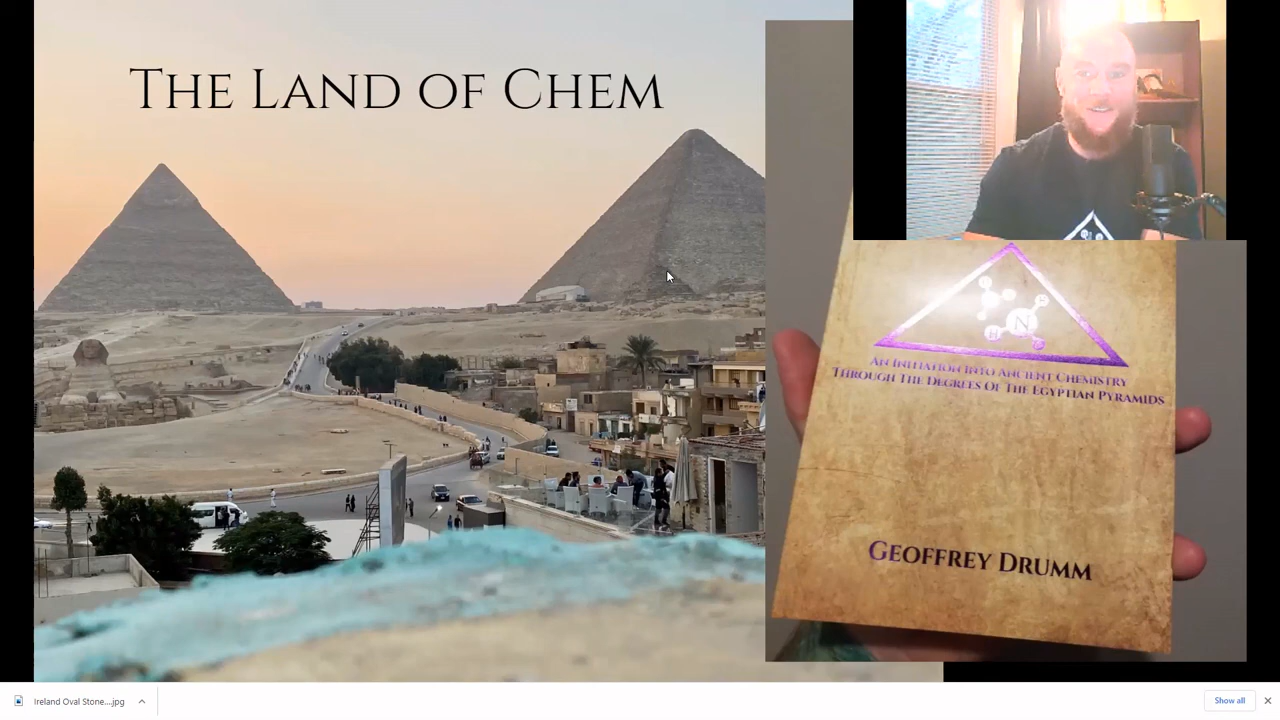 THE LAND OF CHEM
N
AN INITIATION INTO ANCIENT CHEMISTRY
THROUGH THE DEGREES OF THE EGYPTIAN PYRAMIDS
GEOFFREY DRUMM
Ireland Oval Stone....jpg
Show all